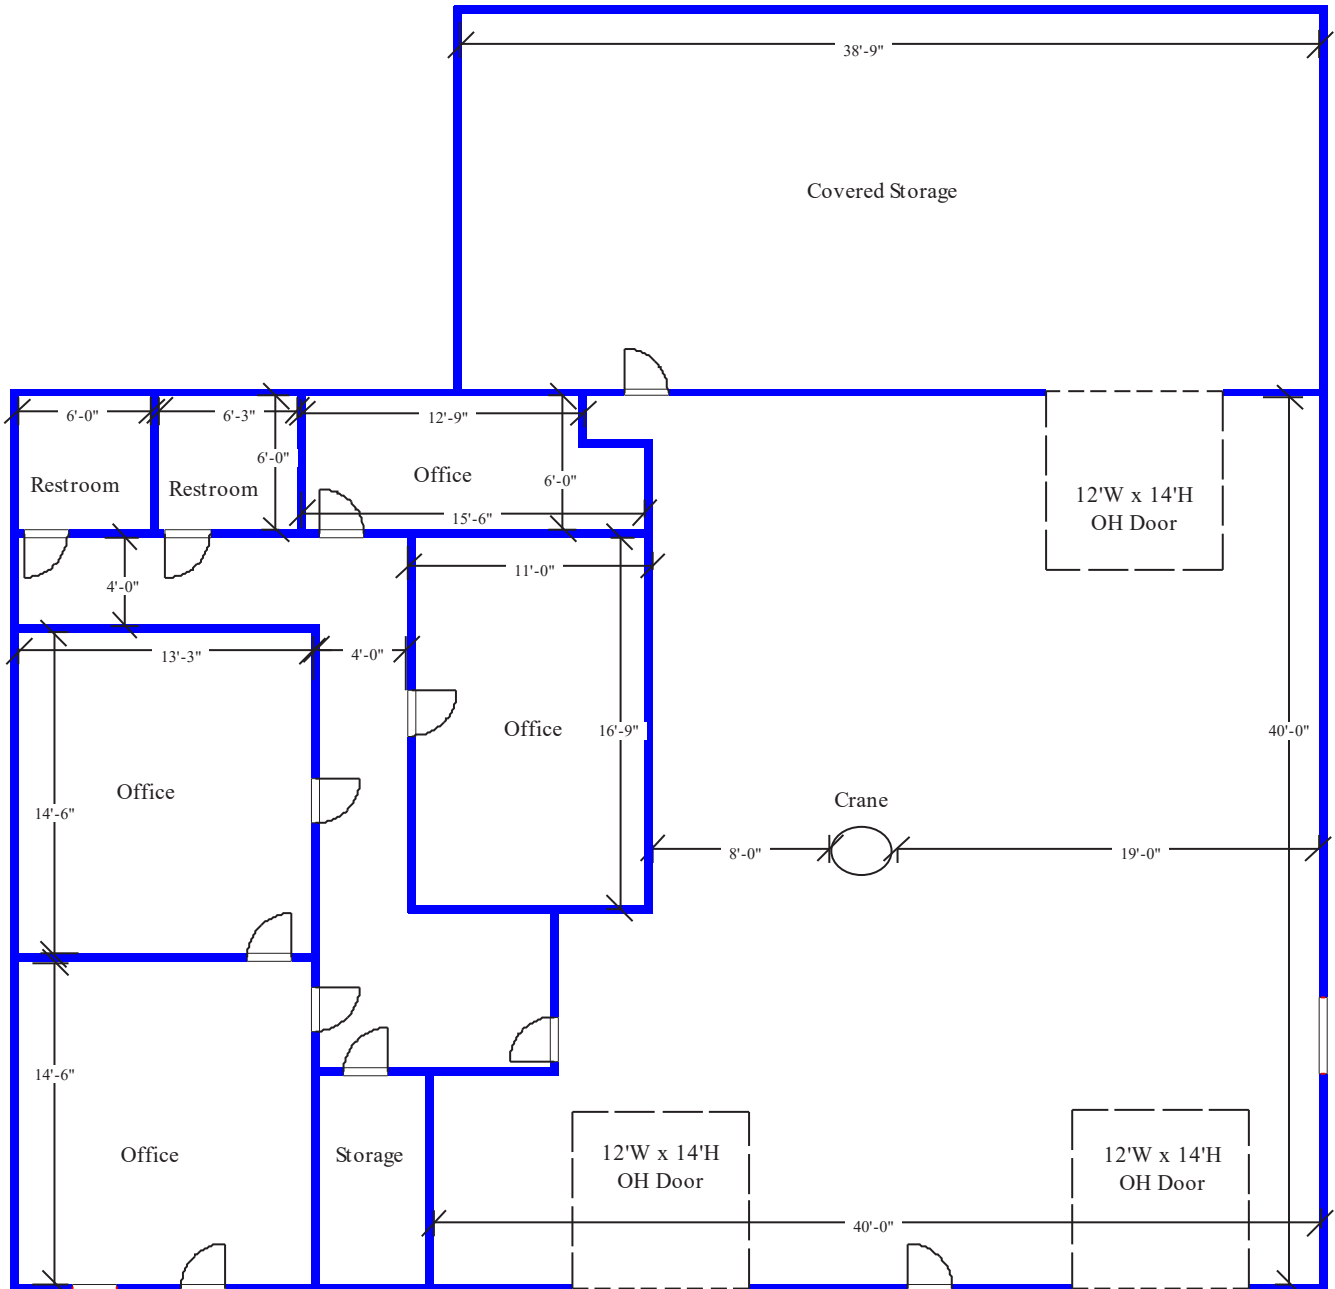 38'-9"
Covered Storage
6'-0"
6'-3"
12'-9"
6'-0"
Office
6'-0"
Restroom
Restroom
15'-6"
12'W x 14'H
OH Door
11'-0"
4'-0"
13'-3"
4'-0"
Office
16'-9"
40'-0"
Office
Crane
14'-6"
8'-0"
19'-0"
14'-6"
Office
Storage
12'W x 14'H
OH Door
12'W x 14'H
OH Door
40'-0"